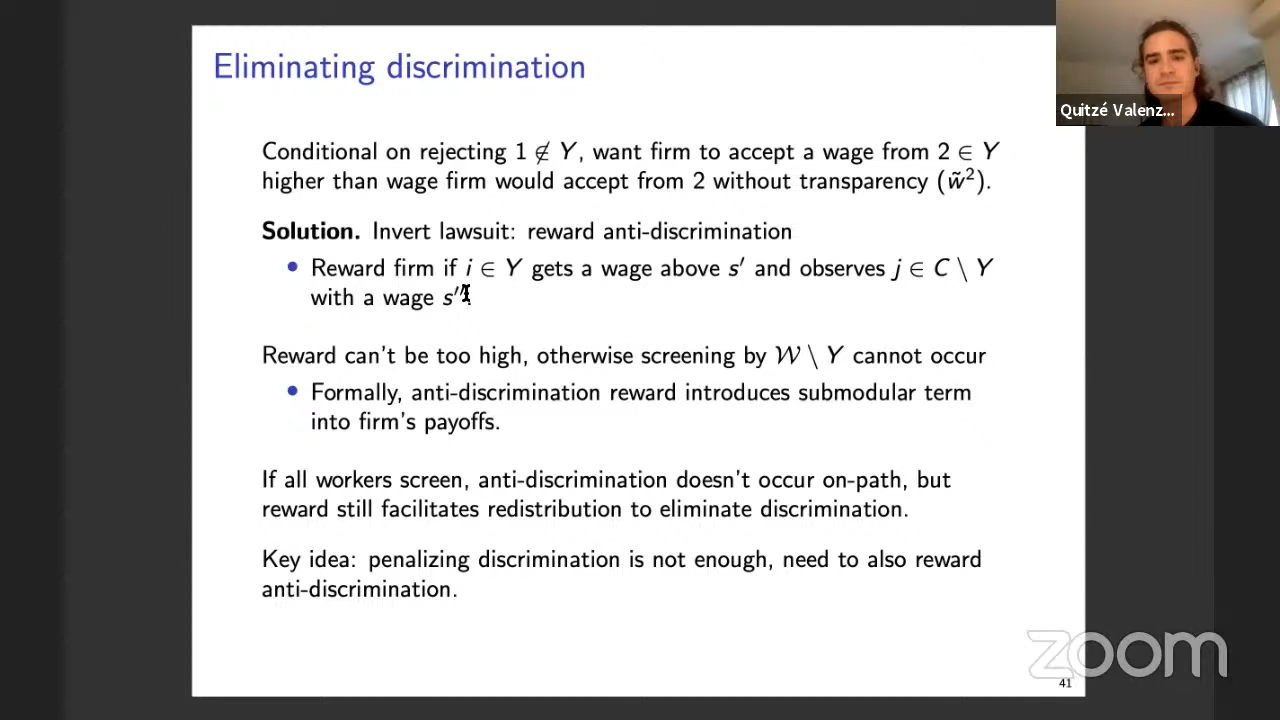 Eliminating discrimination
Quitzé Valenz...
Conditional on rejecting 1 ∉ Y, want firm to accept a wage from 2 ∈ Y
higher than wage firm would accept from 2 without transparency (w̃²).
Solution. Invert lawsuit: reward anti-discrimination
• Reward firm if i ∈ Y gets a wage above s′ and observes j ∈ C \ Y
with a wage s′
Reward can't be too high, otherwise screening by 𝒲 \ Y cannot occur
• Formally, anti-discrimination reward introduces submodular term
into firm's payoffs.
If all workers screen, anti-discrimination doesn't occur on-path, but
reward still facilitates redistribution to eliminate discrimination.
Key idea: penalizing discrimination is not enough, need to also reward
anti-discrimination.
zoom
41